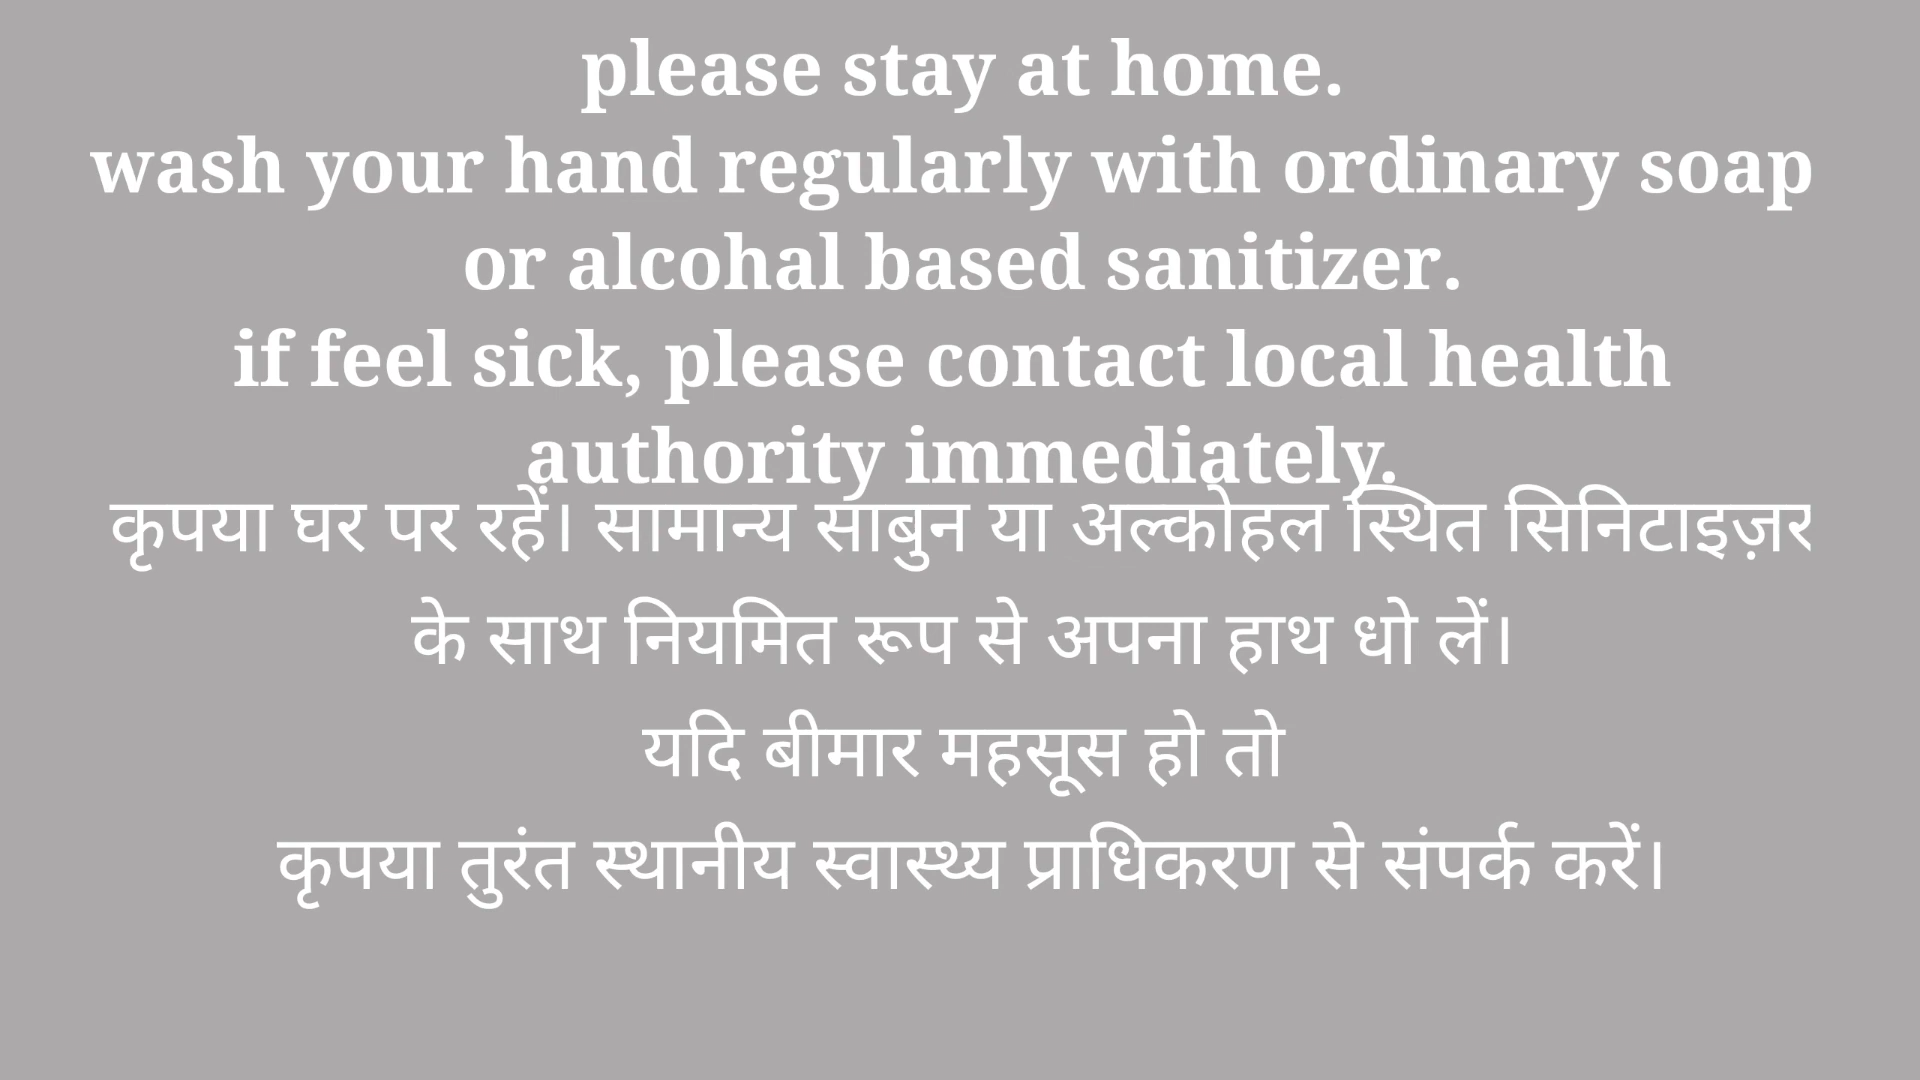 please stay at home.
wash your hand regularly with ordinary soap
or alcohal based sanitizer.
if feel sick, please contact local health
authority immediately.
कृपया घर पर रहें। सामान्य साबुन या अल्कोहल स्थित सिनिटाइज़र
के साथ नियमित रूप से अपना हाथ धो लें।
यदि बीमार महसूस हो तो
कृपया तुरंत स्थानीय स्वास्थ्य प्राधिकरण से संपर्क करें।